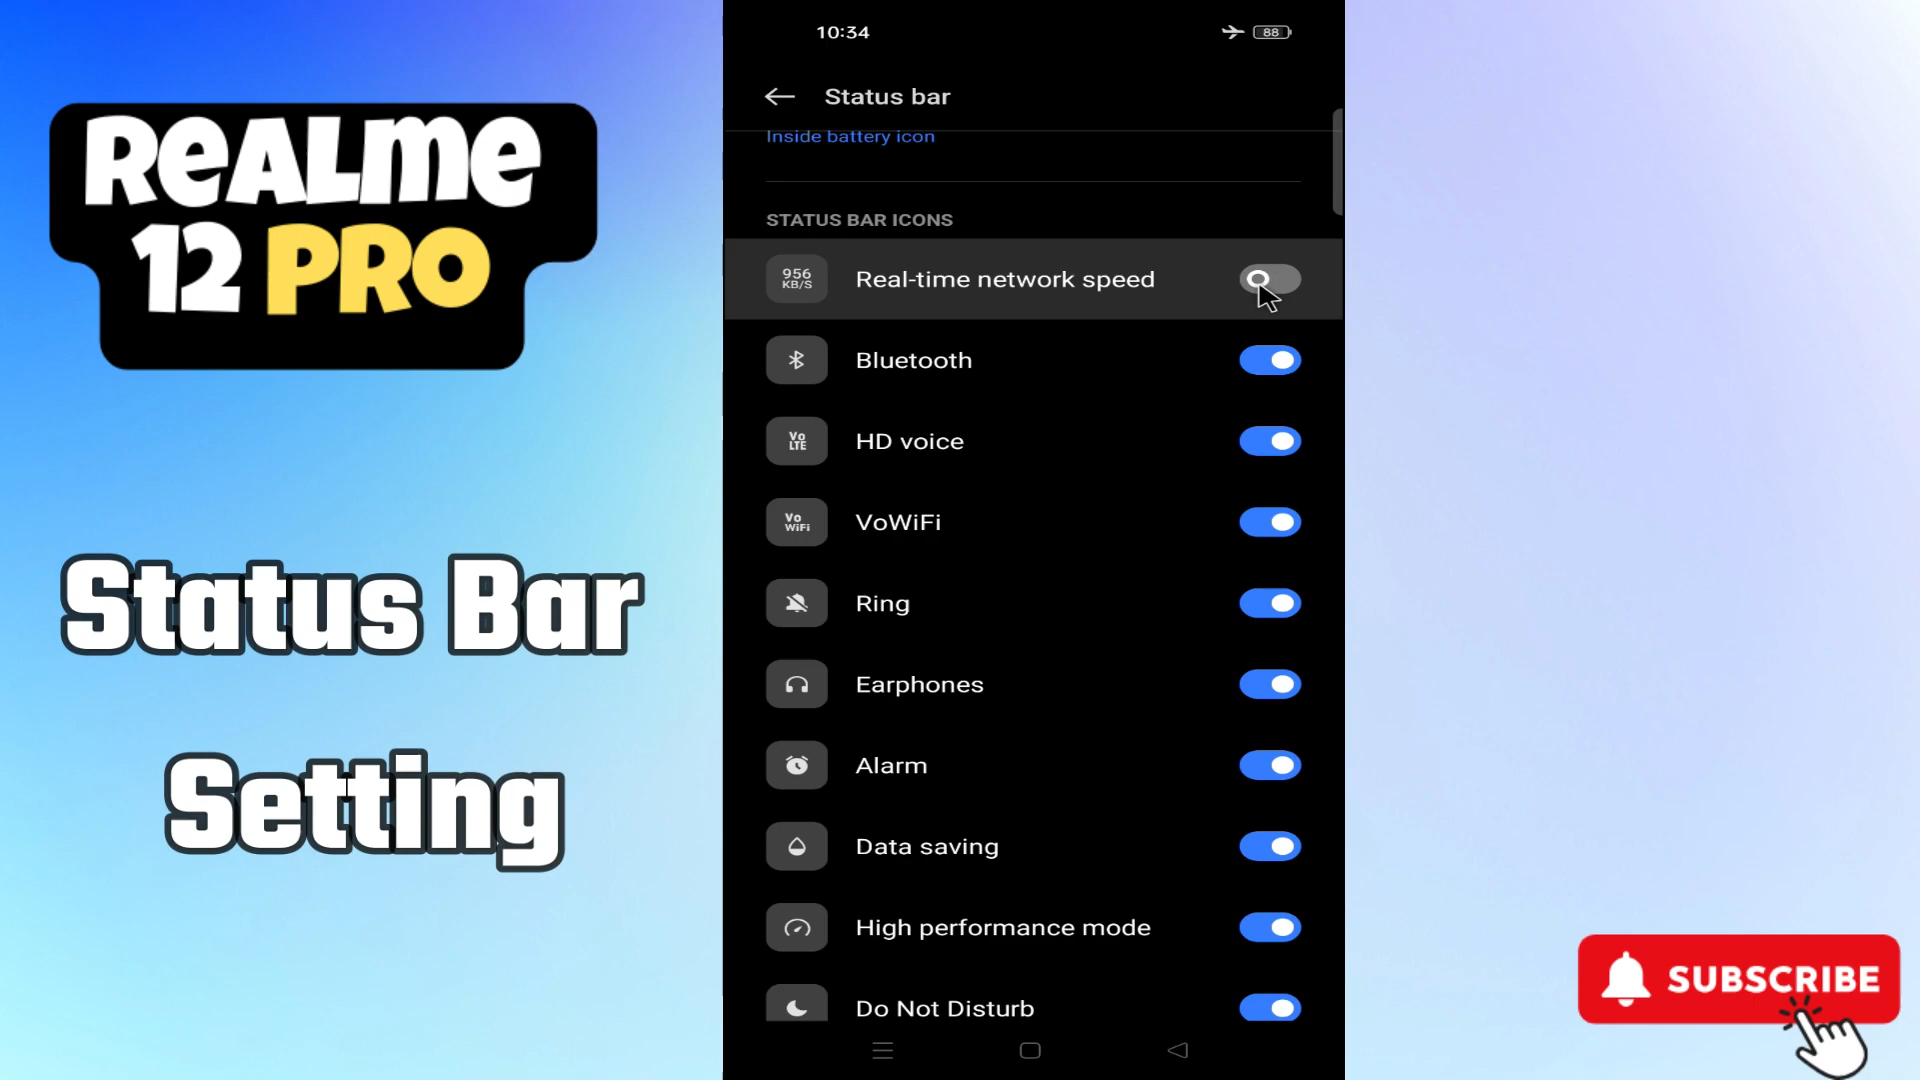 Realme
12 PRO
Status Bar
Setting
10:34
88
Status bar
Inside battery icon
STATUS BAR ICONS
956
KB/S
Real-time network speed
Bluetooth
Vo
LTE
HD voice
Vo
WiFi
VoWiFi
Ring
Earphones
Alarm
Data saving
High performance mode
Do Not Disturb
SUBSCRIBE